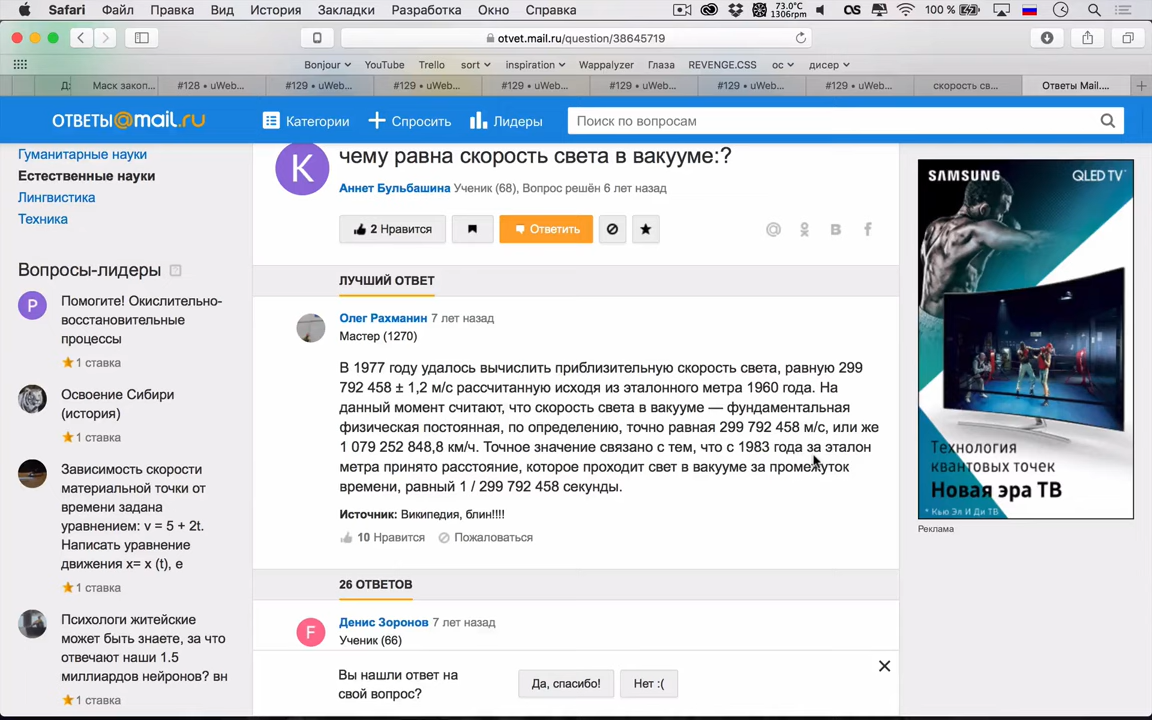 Safari Файл Правка Вид История Закладки Разработка Окно Справка
73.0°C
1306rpm
100 %
otvet.mail.ru/question/38645719
Bonjour YouTube Trello sort inspiration Wappalyzer Глаза REVENGE.CSS ос дисер
Д: Маск закоп... #128 • uWeb... #129 • uWeb... #129 • uWeb... #129 • uWeb... #129 • uWeb... #129 • uWeb... #129 • uWeb... скорость св... Ответы Mail....
ОТВЕТЫ@mail.ru Категории Спросить Лидеры Поиск по вопросам
Гуманитарные науки
Естественные науки
Лингвистика
Техника
Вопросы-лидеры
Р
Помогите! Окислительно-
восстановительные
процессы
1 ставка
Освоение Сибири
(история)
1 ставка
Зависимость скорости
материальной точки от
времени задана
уравнением: v = 5 + 2t.
Написать уравнение
движения x= x (t), е
1 ставка
Психологи житейские
может быть знаете, за что
отвечают наши 1.5
миллиардов нейронов? вн
1 ставка
К
чему равна скорость света в вакууме:?
Аннет Бульбашина Ученик (68), Вопрос решён 6 лет назад
2 Нравится Ответить
ЛУЧШИЙ ОТВЕТ
Олег Рахманин 7 лет назад
Мастер (1270)
В 1977 году удалось вычислить приблизительную скорость света, равную 299
792 458 ± 1,2 м/с рассчитанную исходя из эталонного метра 1960 года. На
данный момент считают, что скорость света в вакууме — фундаментальная
физическая постоянная, по определению, точно равная 299 792 458 м/с, или же
1 079 252 848,8 км/ч. Точное значение связано с тем, что с 1983 года за эталон
метра принято расстояние, которое проходит свет в вакууме за промежуток
времени, равный 1 / 299 792 458 секунды.
Источник: Википедия, блин!!!!
10 Нравится Пожаловаться
26 ОТВЕТОВ
F
Денис Зоронов 7 лет назад
Ученик (66)
Вы нашли ответ на
свой вопрос?
Да, спасибо! Нет :(
SAMSUNG QLED TV
Технология
квантовых точек
Новая эра ТВ
* Кью Эл И Ди ТВ
Реклама